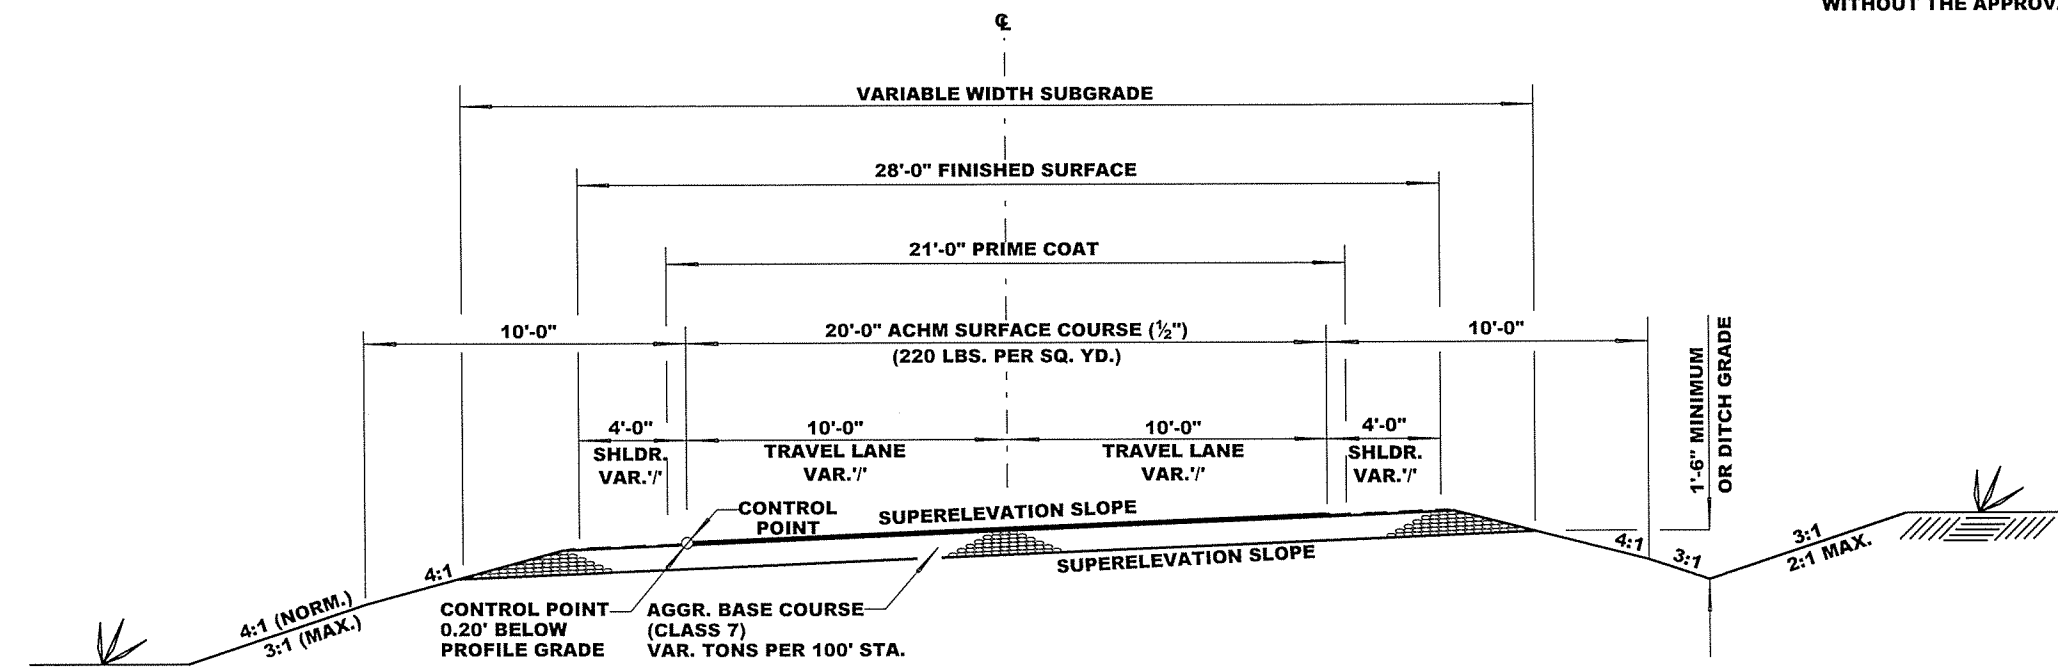 WITHOUT THE APPROVA
℄
VARIABLE WIDTH SUBGRADE
28'-0" FINISHED SURFACE
21'-0" PRIME COAT
10'-0"
20'-0" ACHM SURFACE COURSE (½")
(220 LBS. PER SQ. YD.)
10'-0"
4'-0"
SHLDR.
VAR.'/'
10'-0"
TRAVEL LANE
VAR.'/'
10'-0"
TRAVEL LANE
VAR.'/'
4'-0"
SHLDR.
VAR.'/'
1'-6" MINIMUM
OR DITCH GRADE
CONTROL
POINT
SUPERELEVATION SLOPE
SUPERELEVATION SLOPE
4:1
4:1 (NORM.)
3:1 (MAX.)
CONTROL POINT
0.20' BELOW
PROFILE GRADE
AGGR. BASE COURSE
(CLASS 7)
VAR. TONS PER 100' STA.
4:1
3:1
3:1
2:1 MAX.